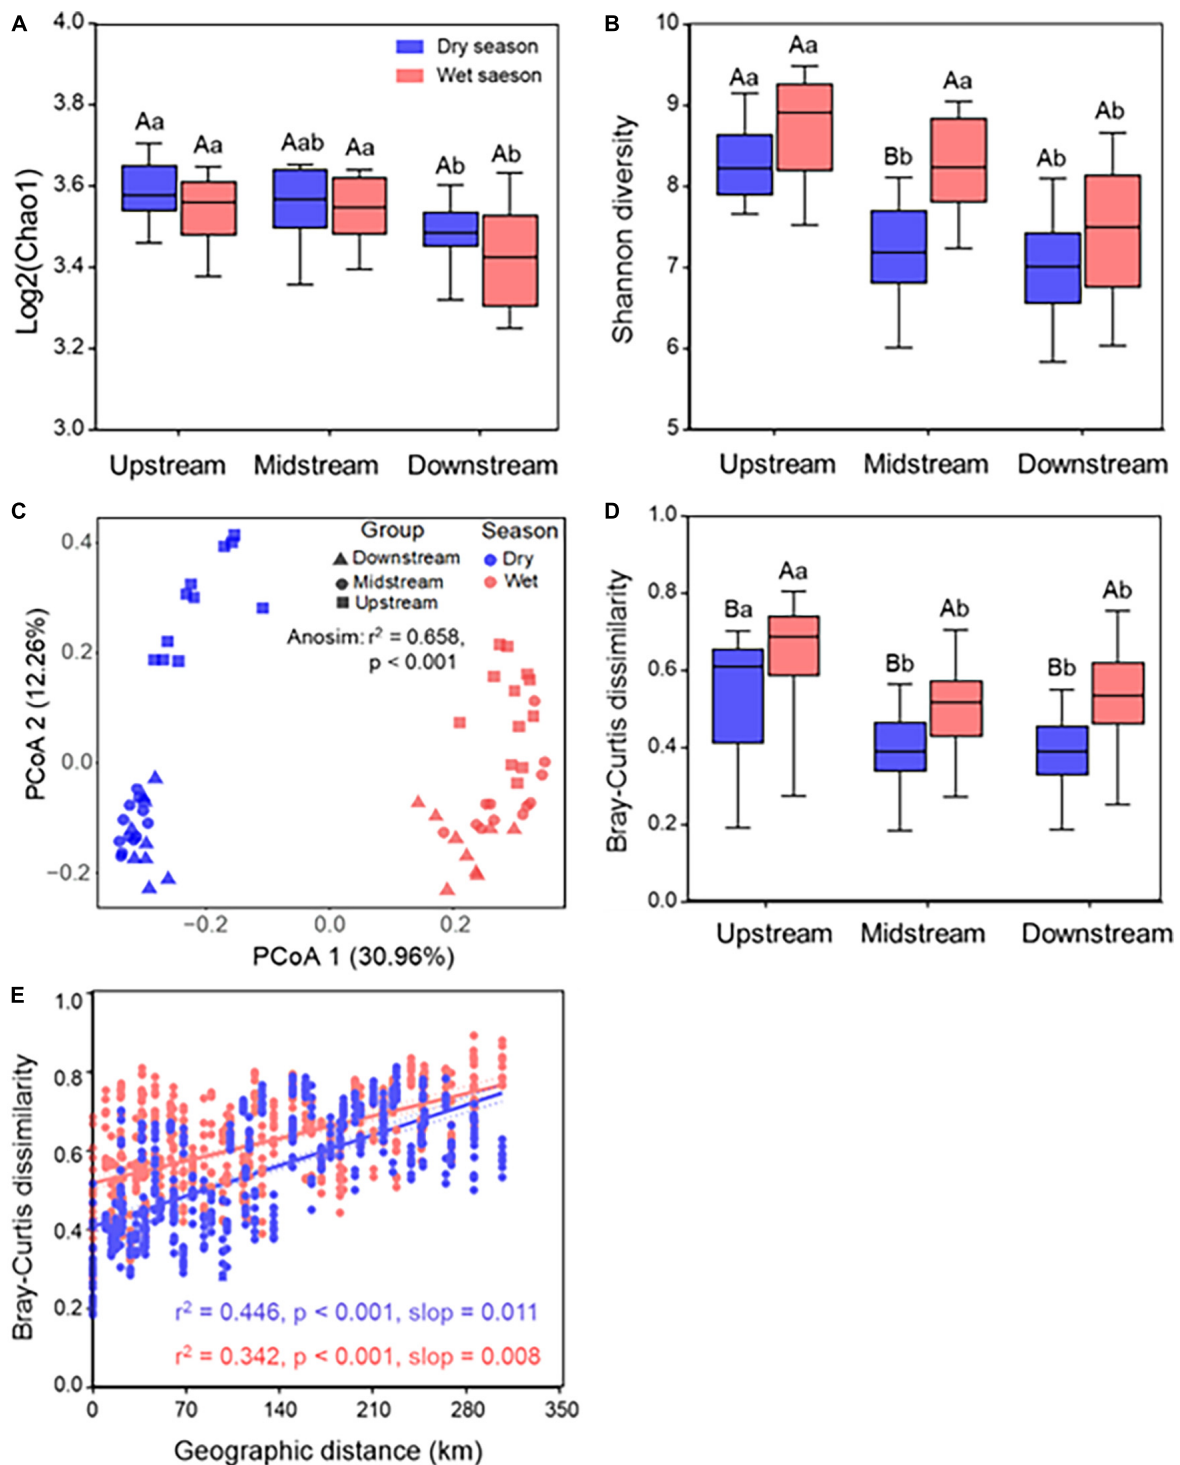 A
4.0
3.8
3.6
3.4
3.2
3.0
Log2(Chao1)
Dry season
Wet saeson
Aa
Aa
Aab
Aa
Ab
Ab
Upstream
Midstream
Downstream
B
10
9
8
7
6
5
Shannon diversity
Aa
Aa
Bb
Aa
Ab
Ab
Upstream
Midstream
Downstream
C
0.4
0.2
0.0
−0.2
PCoA 2 (12.26%)
Group
Downstream
Midstream
Upstream
Season
Dry
Wet
Anosim: r² = 0.658,
p < 0.001
−0.2
0.0
0.2
PCoA 1 (30.96%)
D
1.0
0.8
0.6
0.4
0.2
0.0
Bray-Curtis dissimilarity
Ba
Aa
Bb
Ab
Bb
Ab
Upstream
Midstream
Downstream
E
1.0
0.8
0.6
0.4
0.2
0.0
Bray-Curtis dissimilarity
r² = 0.446, p < 0.001, slop = 0.011
r² = 0.342, p < 0.001, slop = 0.008
0
70
140
210
280
350
Geographic distance (km)